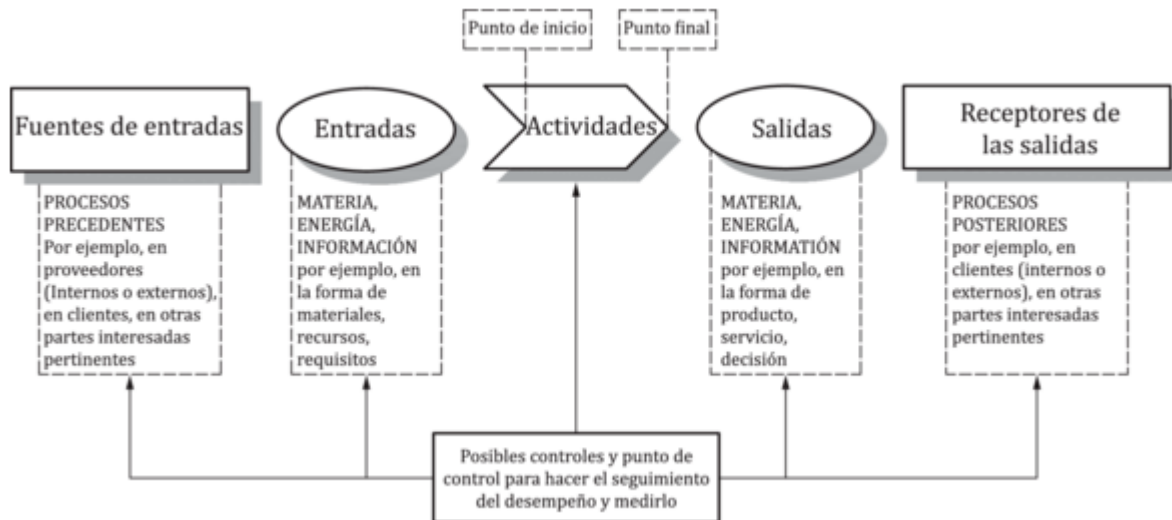 Punto de inicio
Punto final
Fuentes de entradas
Entradas
Actividades
Salidas
Receptores de
las salidas
PROCESOS
PRECEDENTES
Por ejemplo, en
proveedores
(Internos o externos),
en clientes, en otras
partes interesadas
pertinentes
MATERIA,
ENERGÍA,
INFORMACIÓN
por ejemplo, en
la forma de
materiales,
recursos,
requisitos
MATERIA,
ENERGÍA,
INFORMATIÓN
por ejemplo, en
la forma de
producto,
servicio,
decisión
PROCESOS
POSTERIORES
por ejemplo, en
clientes (internos o
externos), en otras
partes interesadas
pertinentes
Posibles controles y punto de
control para hacer el seguimiento
del desempeño y medirlo